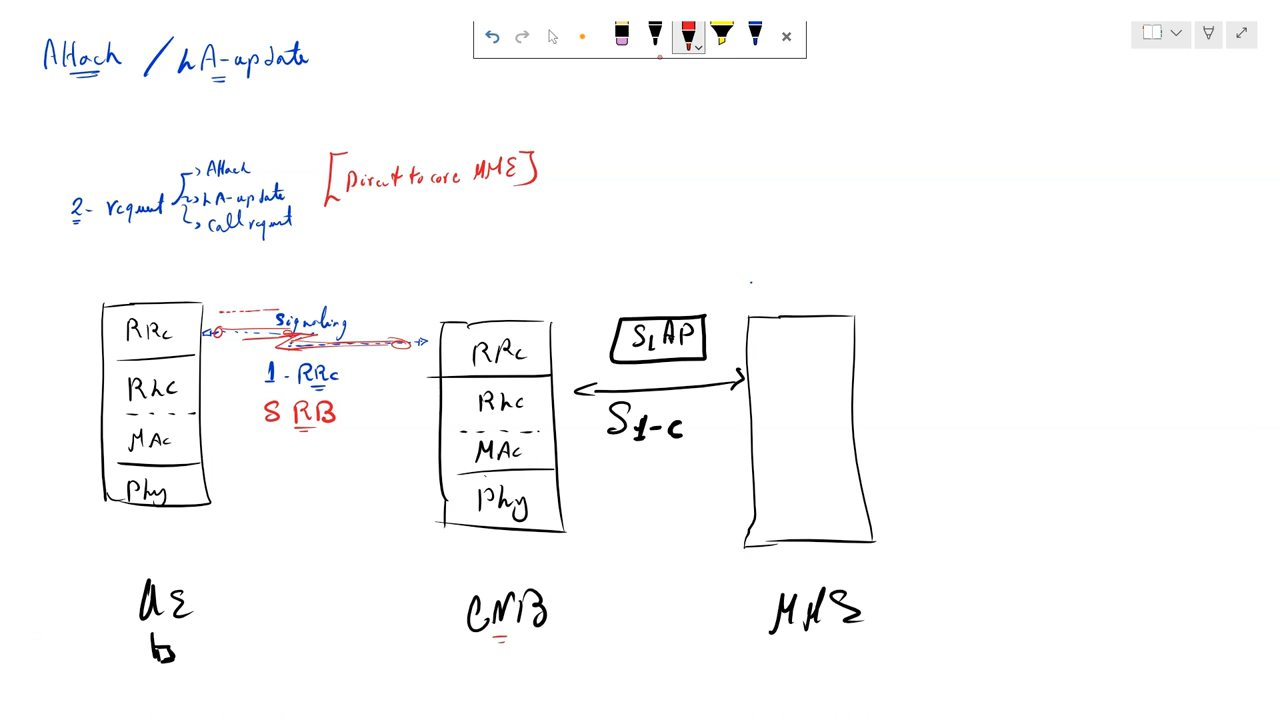 Attach / LA-update
Attach
2- request
LA-update
Call request
[Direct to core MME]
Signaling
1- RRC
SRB
RRC
RLC
MAC
Phy
RRC
RLC
MAC
Phy
S1AP
S1-C
UE
eNB
MME